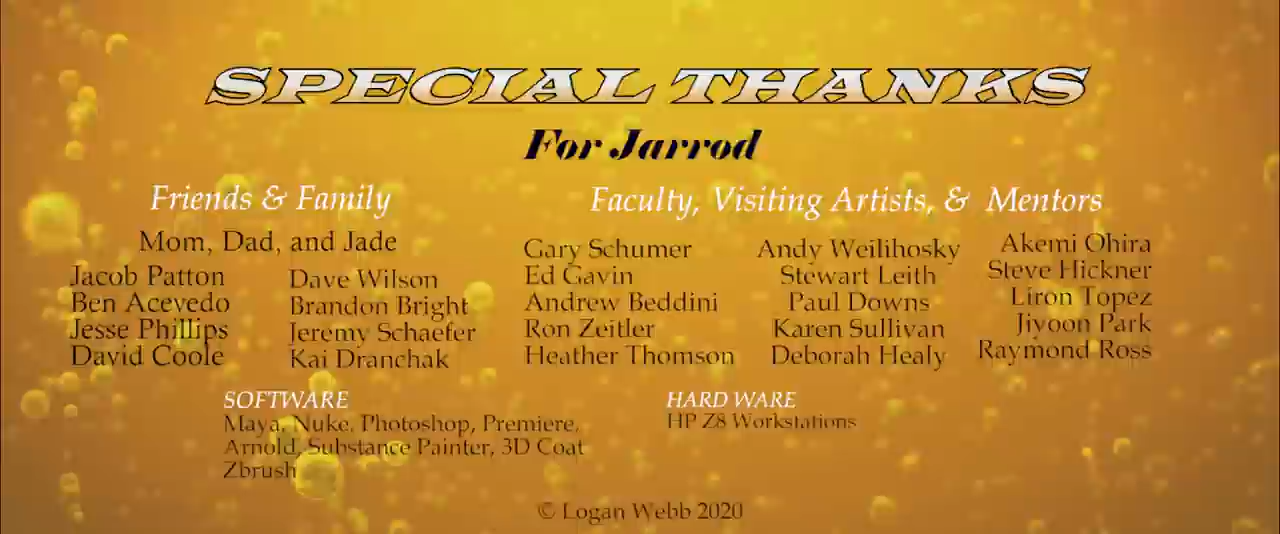 SPECIAL THANKS
For Jarrod
Friends & Family
Mom, Dad, and Jade
Jacob Patton
Ben Acevedo
Jesse Phillips
David Coole
Dave Wilson
Brandon Bright
Jeremy Schaefer
Kai Dranchak
Faculty, Visiting Artists, & Mentors
Gary Schumer
Ed Gavin
Andrew Beddini
Ron Zeitler
Heather Thomson
Andy Weilihosky
Stewart Leith
Paul Downs
Karen Sullivan
Deborah Healy
Akemi Ohira
Steve Hickner
Liron Topez
Jiyoon Park
Raymond Ross
SOFTWARE
Maya, Nuke, Photoshop, Premiere,
Arnold, Substance Painter, 3D Coat
Zbrush
HARD WARE
HP Z8 Workstations
© Logan Webb 2020